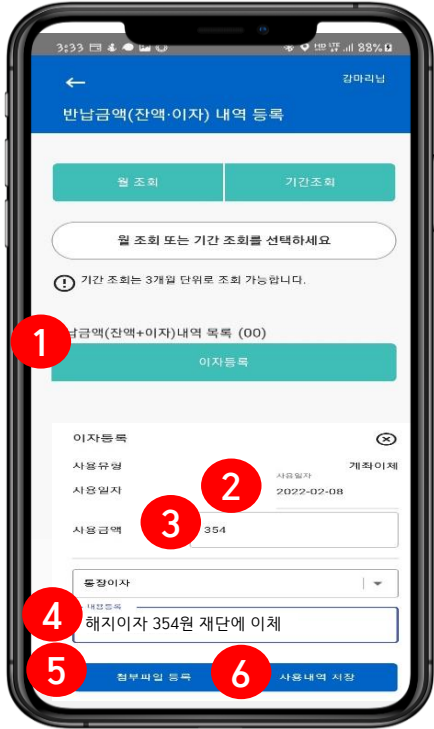 3:33 88%
←
강마리님
반납금액(잔액·이자) 내역 등록
월 조회
기간조회
월 조회 또는 기간 조회를 선택하세요
기간 조회는 3개월 단위로 조회 가능합니다.
1
납금액(잔액+이자)내역 목록 (00)
이자등록
이자등록
사용유형 계좌이체
2
사용일자
사용일자 2022-02-08
3
사용금액 354
통장이자
4
내용등록
해지이자 354원 재단에 이체
5
첨부파일 등록
6
사용내역 저장